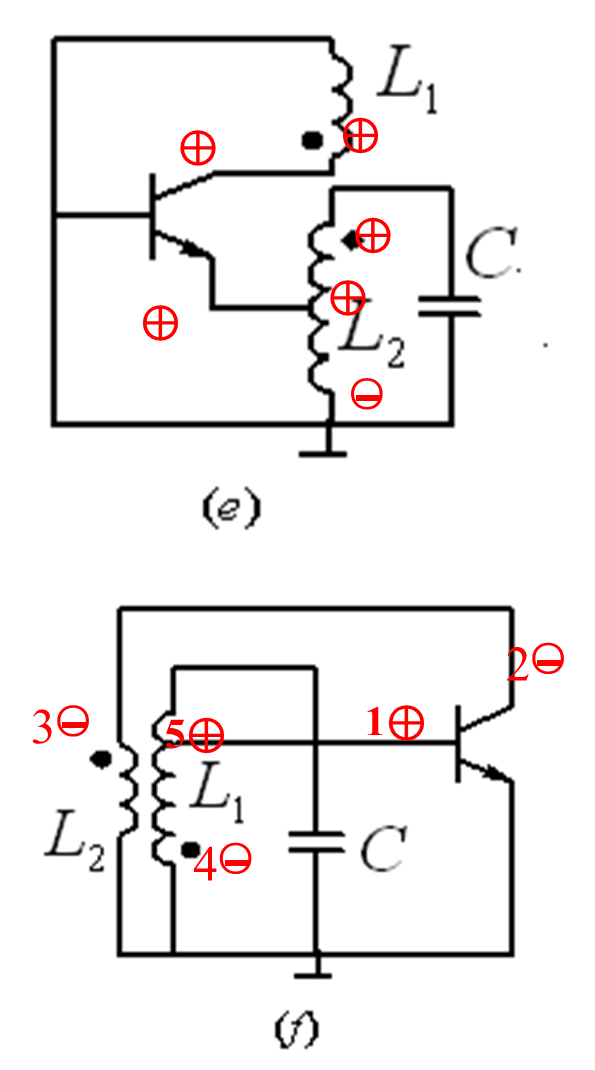 L₁
⊕ ⊕
⊕
C
⊕
⊕ L₂
⊖
(e)
2⊖
3⊖ 5⊕ 1⊕
L₁
L₂ 4⊖ C
(f)